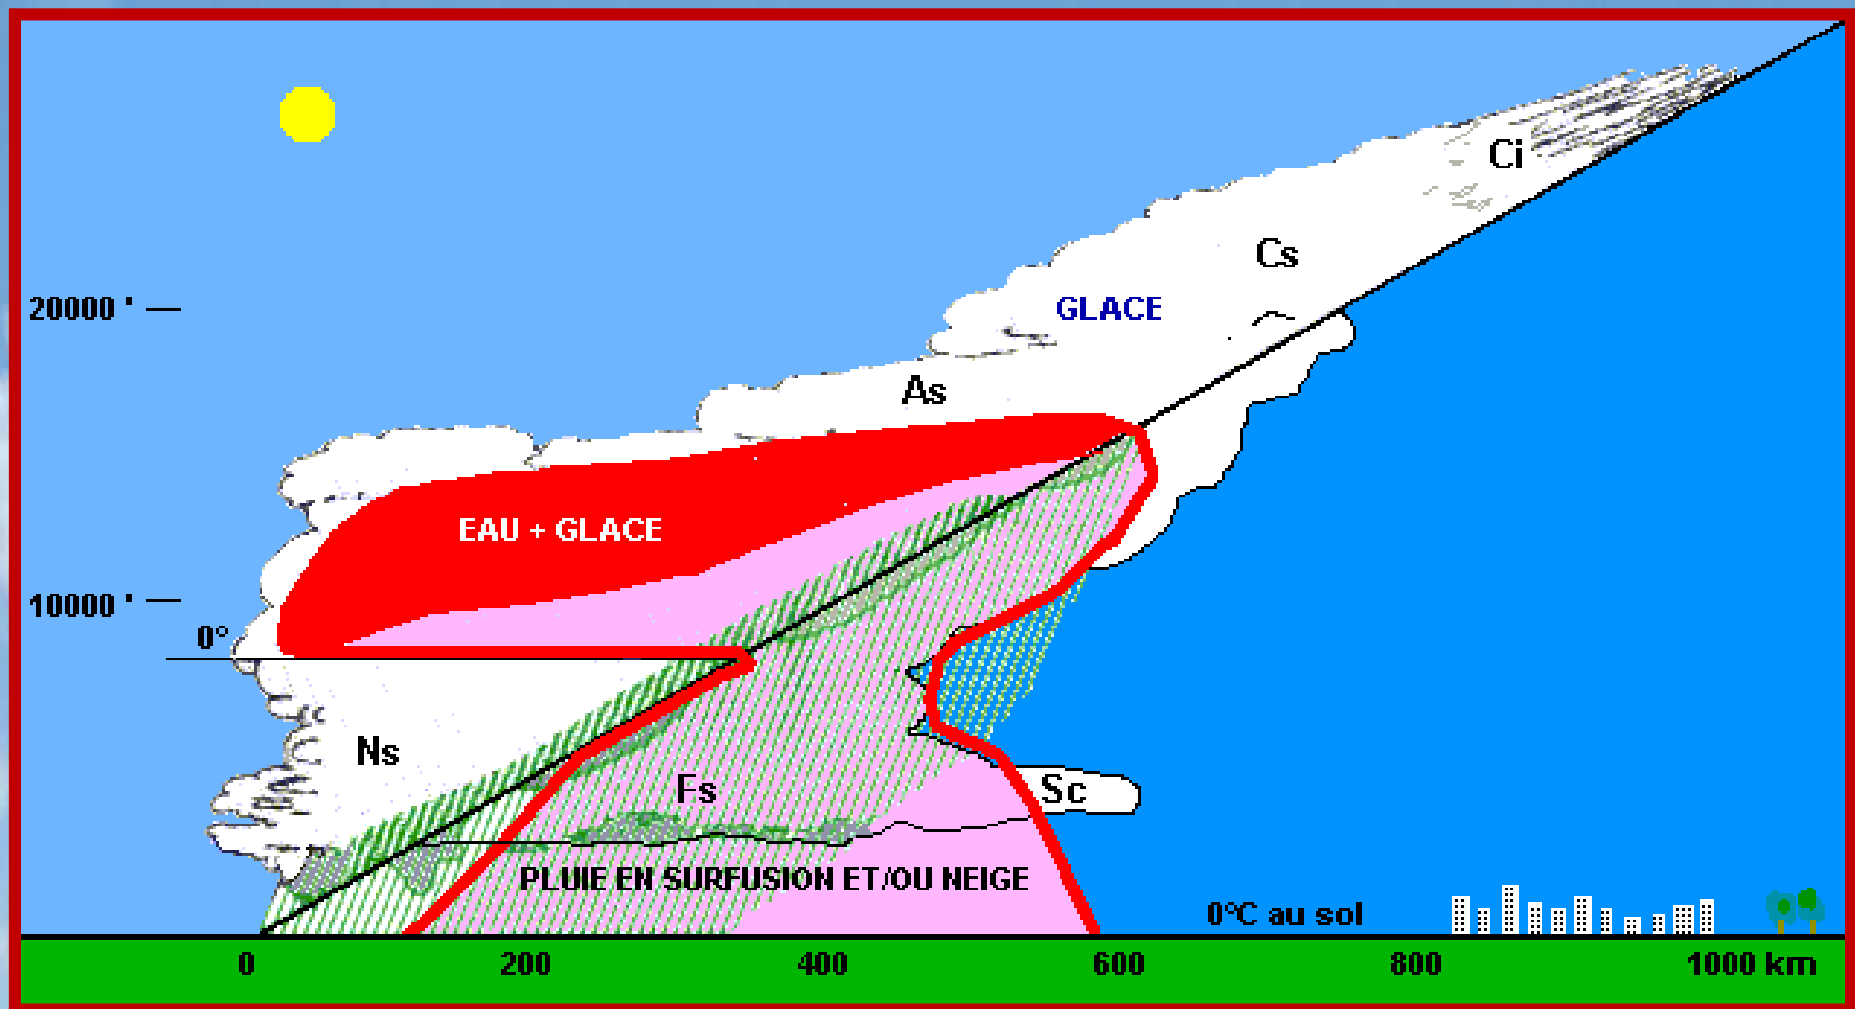 Ci
Cs
20000 '
GLACE
As
EAU + GLACE
10000 '
0°
Ns
Fs
Sc
PLUIE EN SURFUSION ET/OU NEIGE
0°C au sol
0 200 400 600 800 1000 km